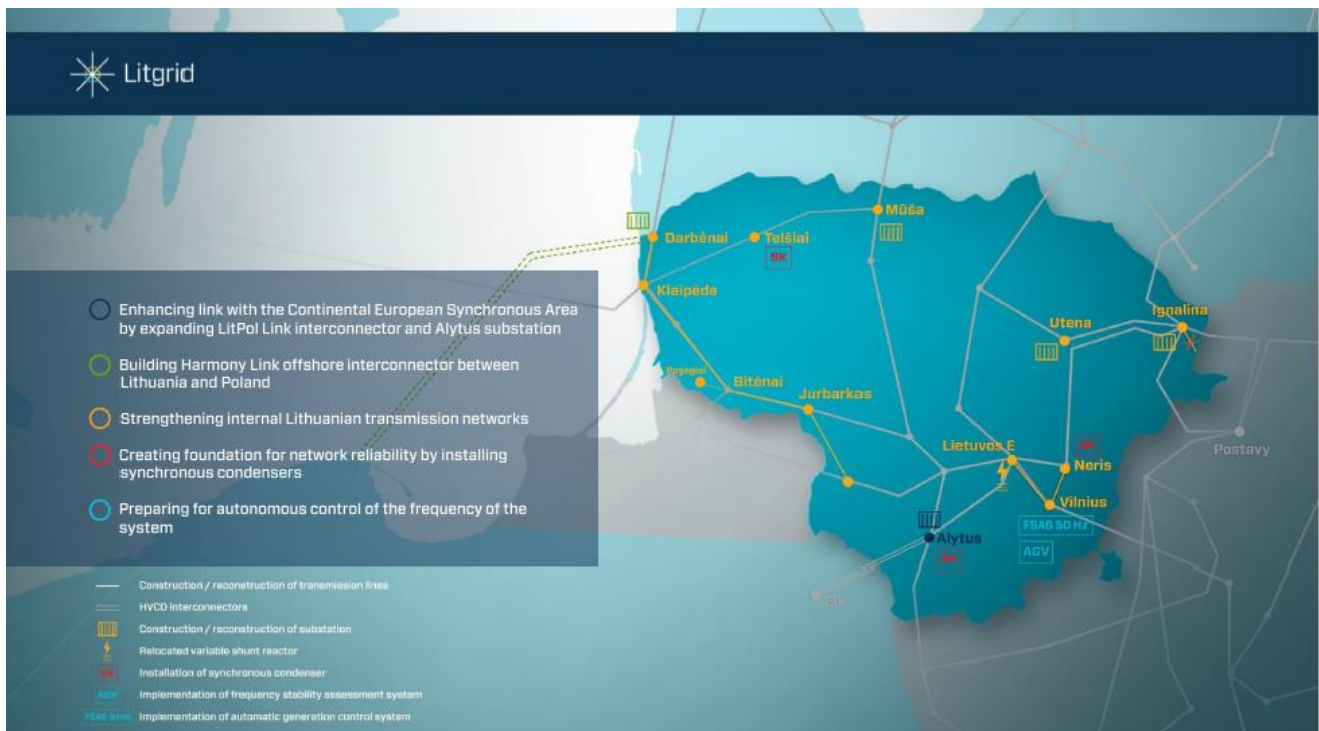 Litgrid
Mūša
Darbėnai
Telšiai
SK
Klaipėda
Ignalina
Utena
Pagėgiai
Bitėnai
Jurbarkas
Lietuvos E
SK
Neris
Postavy
Vilnius
FSAS 50 Hz
Alytus
AGV
SK
Elk
Enhancing link with the Continental European Synchronous Area
by expanding LitPol Link interconnector and Alytus substation
Building Harmony Link offshore interconnector between
Lithuania and Poland
Strengthening internal Lithuanian transmission networks
Creating foundation for network reliability by installing
synchronous condensers
Preparing for autonomous control of the frequency of the
system
Construction / reconstruction of transmission lines
HVCD interconnectors
Construction / reconstruction of substation
Relocated variable shunt reactor
SK
Installation of synchronous condenser
AGV
Implementation of frequency stability assessment system
FSAS 50 Hz
Implementation of automatic generation control system